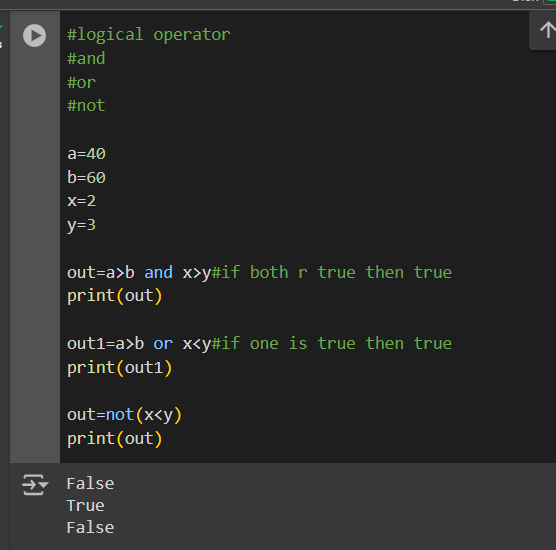 #logical operator
#and
#or
#not
a=40
b=60
x=2
y=3
out=a>b and x>y#if both r true then true
print(out)
out1=a>b or x<y#if one is true then true
print(out1)
out=not(x<y)
print(out)
False
True
False